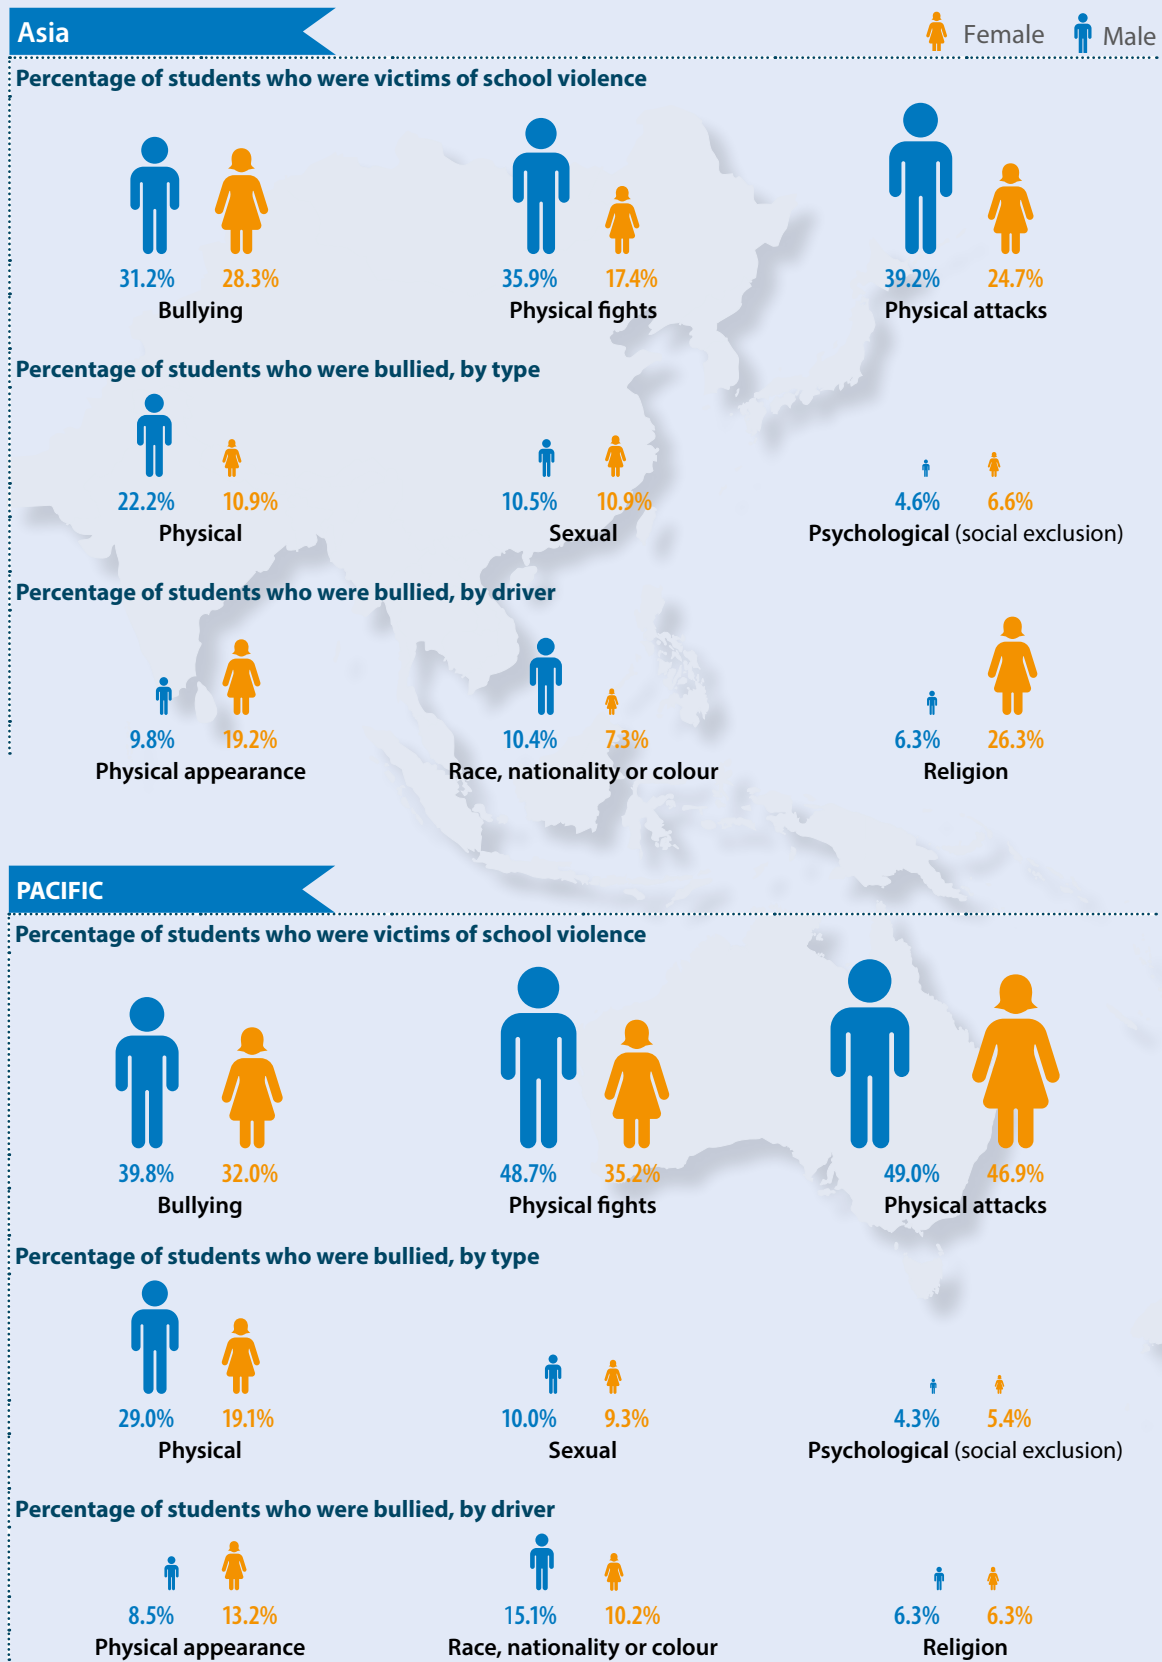 Asia
Female Male
Percentage of students who were victims of school violence
31.2% 28.3% 35.9% 17.4% 39.2% 24.7%
Bullying Physical fights Physical attacks
Percentage of students who were bullied, by type
22.2% 10.9% 10.5% 10.9% 4.6% 6.6%
Physical Sexual Psychological (social exclusion)
Percentage of students who were bullied, by driver
9.8% 19.2% 10.4% 7.3% 6.3% 26.3%
Physical appearance Race, nationality or colour Religion
PACIFIC
Percentage of students who were victims of school violence
39.8% 32.0% 48.7% 35.2% 49.0% 46.9%
Bullying Physical fights Physical attacks
Percentage of students who were bullied, by type
29.0% 19.1% 10.0% 9.3% 4.3% 5.4%
Physical Sexual Psychological (social exclusion)
Percentage of students who were bullied, by driver
8.5% 13.2% 15.1% 10.2% 6.3% 6.3%
Physical appearance Race, nationality or colour Religion